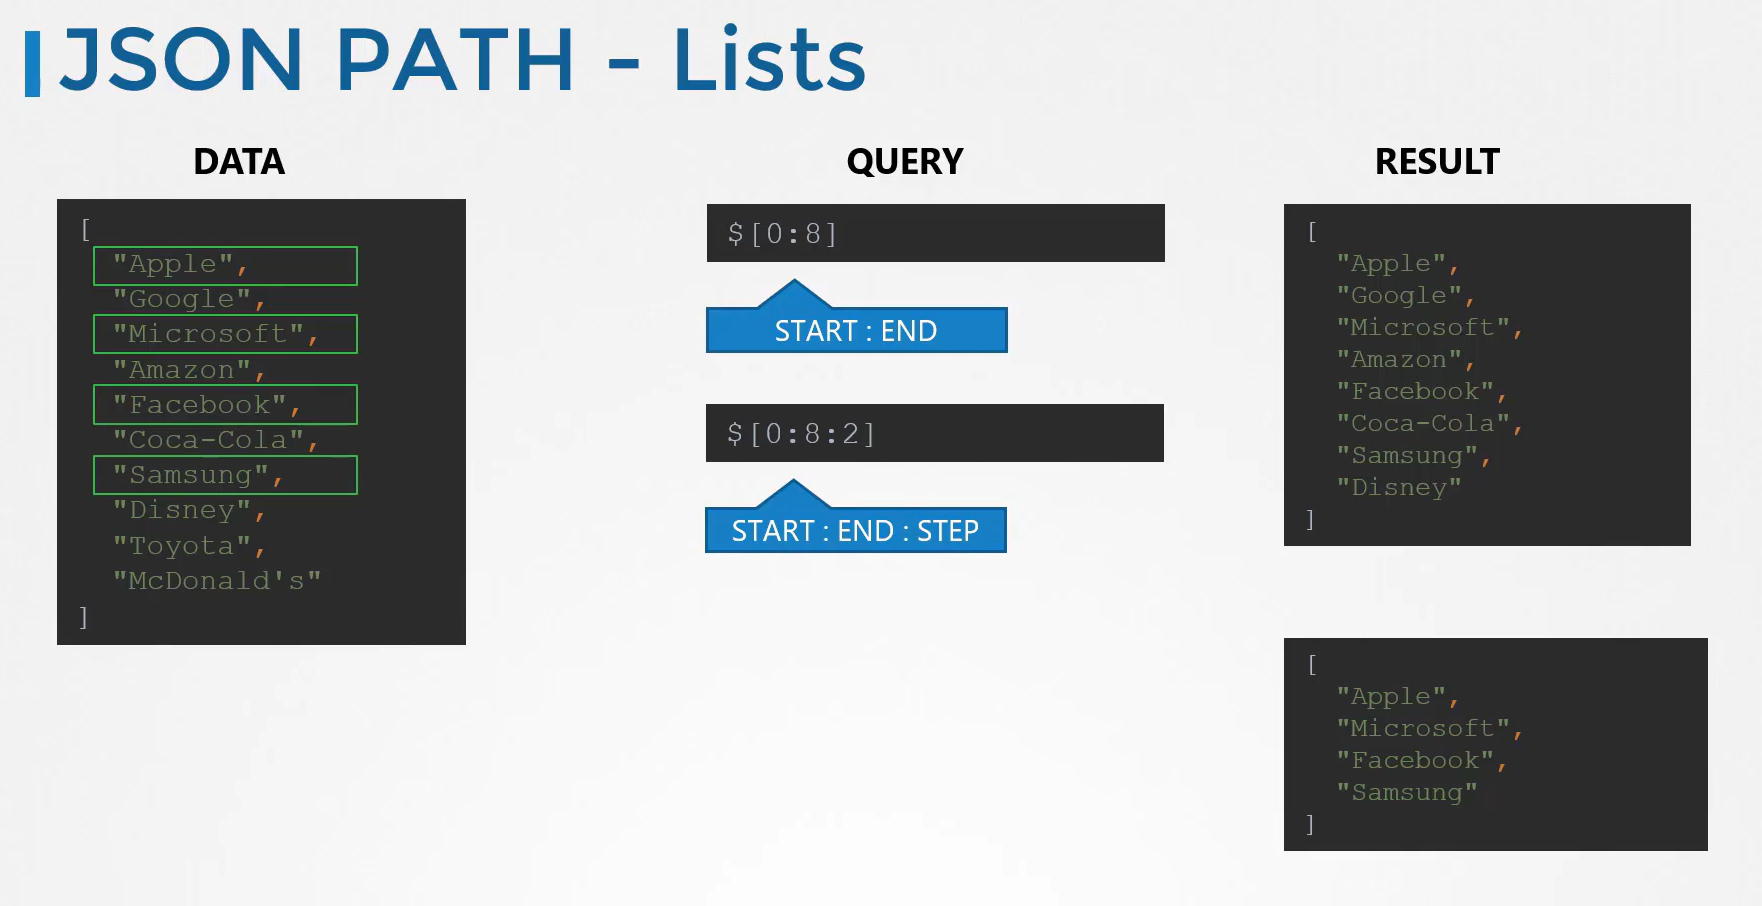 JSON PATH - Lists
DATA
[
"Apple",
"Google",
"Microsoft",
"Amazon",
"Facebook",
"Coca-Cola",
"Samsung",
"Disney",
"Toyota",
"McDonald's"
]
QUERY
$[0:8]
START : END
$[0:8:2]
START : END : STEP
RESULT
[
"Apple",
"Google",
"Microsoft",
"Amazon",
"Facebook",
"Coca-Cola",
"Samsung",
"Disney"
]
[
"Apple",
"Microsoft",
"Facebook",
"Samsung"
]